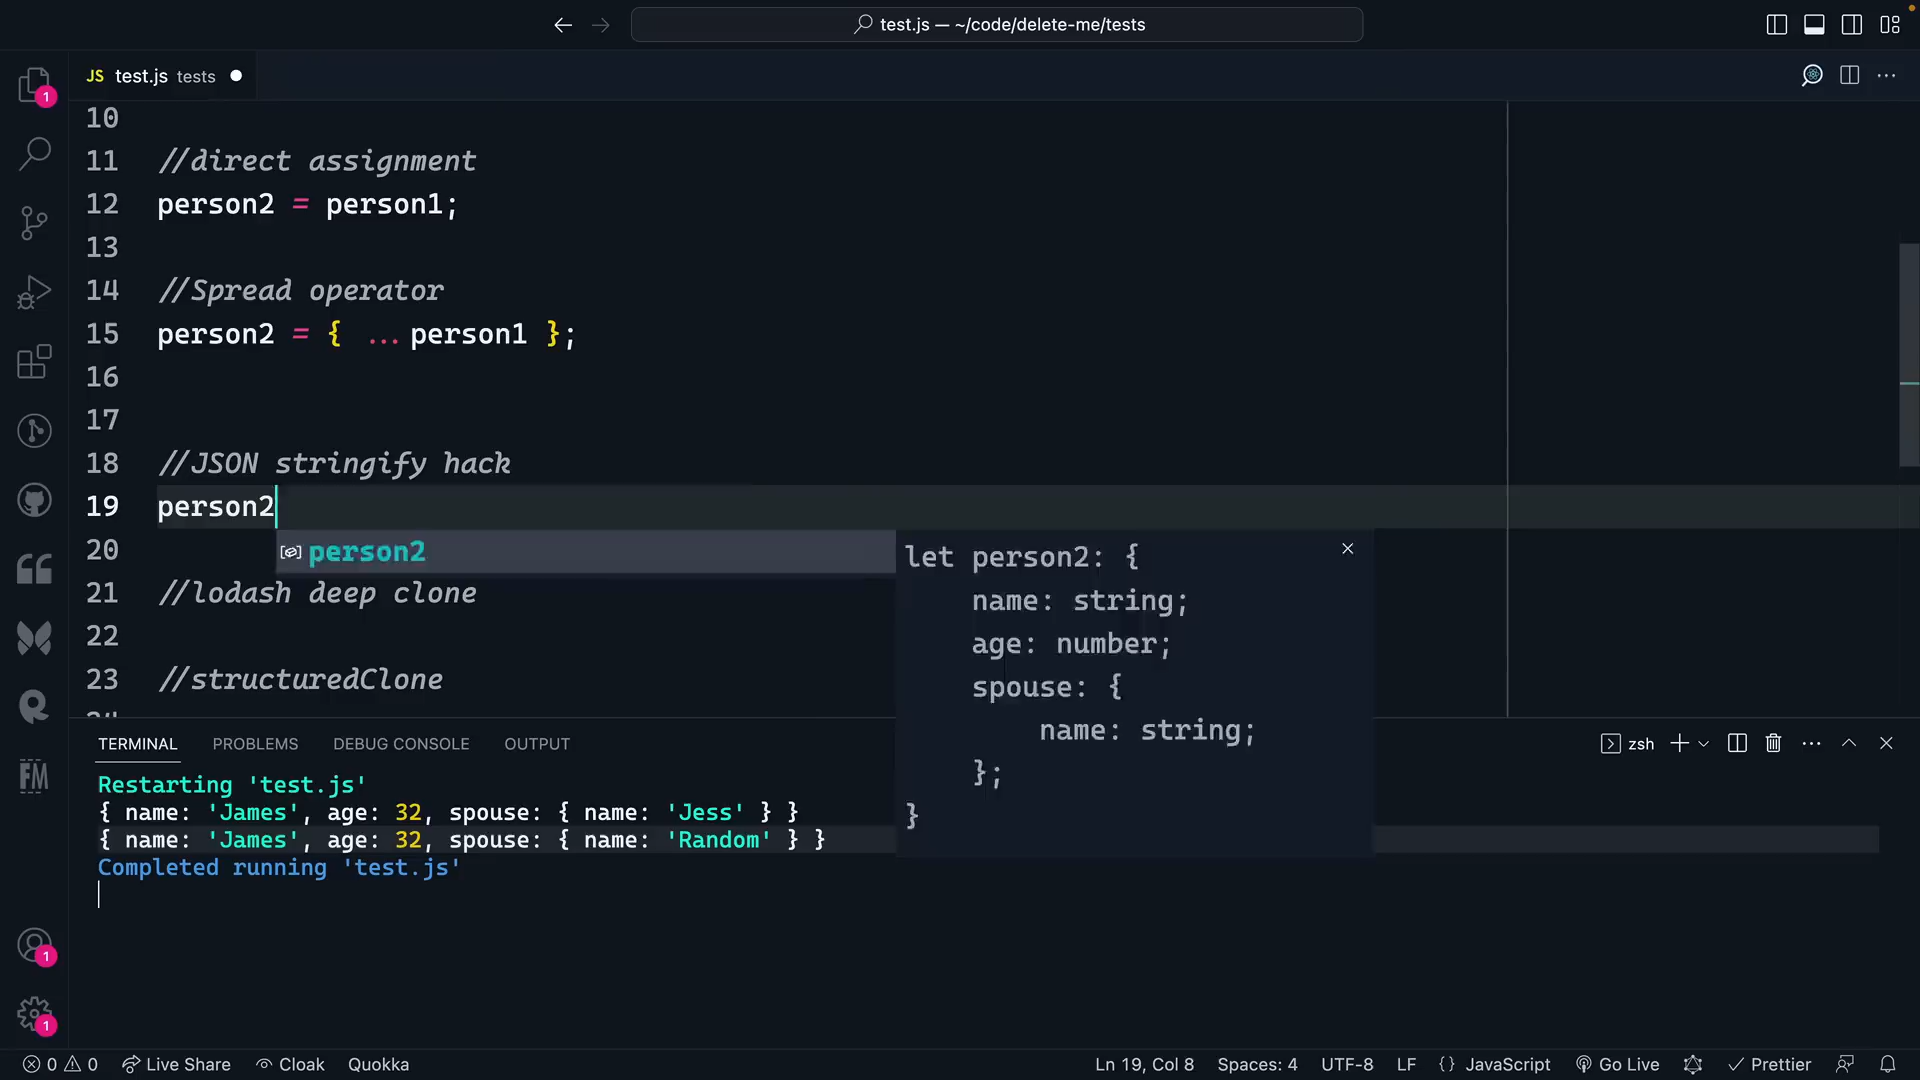 test.js — ~/code/delete-me/tests
JS test.js tests
1
10
11 //direct assignment
12 person2 = person1;
13
14 //Spread operator
15 person2 = { ...person1 };
16
17
18 //JSON stringify hack
19 person2
20 person2
21 //lodash deep clone
22
23 //structuredClone
let person2: {
name: string;
age: number;
spouse: {
name: string;
};
}
FM
1
1
TERMINAL PROBLEMS DEBUG CONSOLE OUTPUT zsh
Restarting 'test.js'
{ name: 'James', age: 32, spouse: { name: 'Jess' } }
{ name: 'James', age: 32, spouse: { name: 'Random' } }
Completed running 'test.js'
0 0 Live Share Cloak Quokka Ln 19, Col 8 Spaces: 4 UTF-8 LF {} JavaScript Go Live Prettier